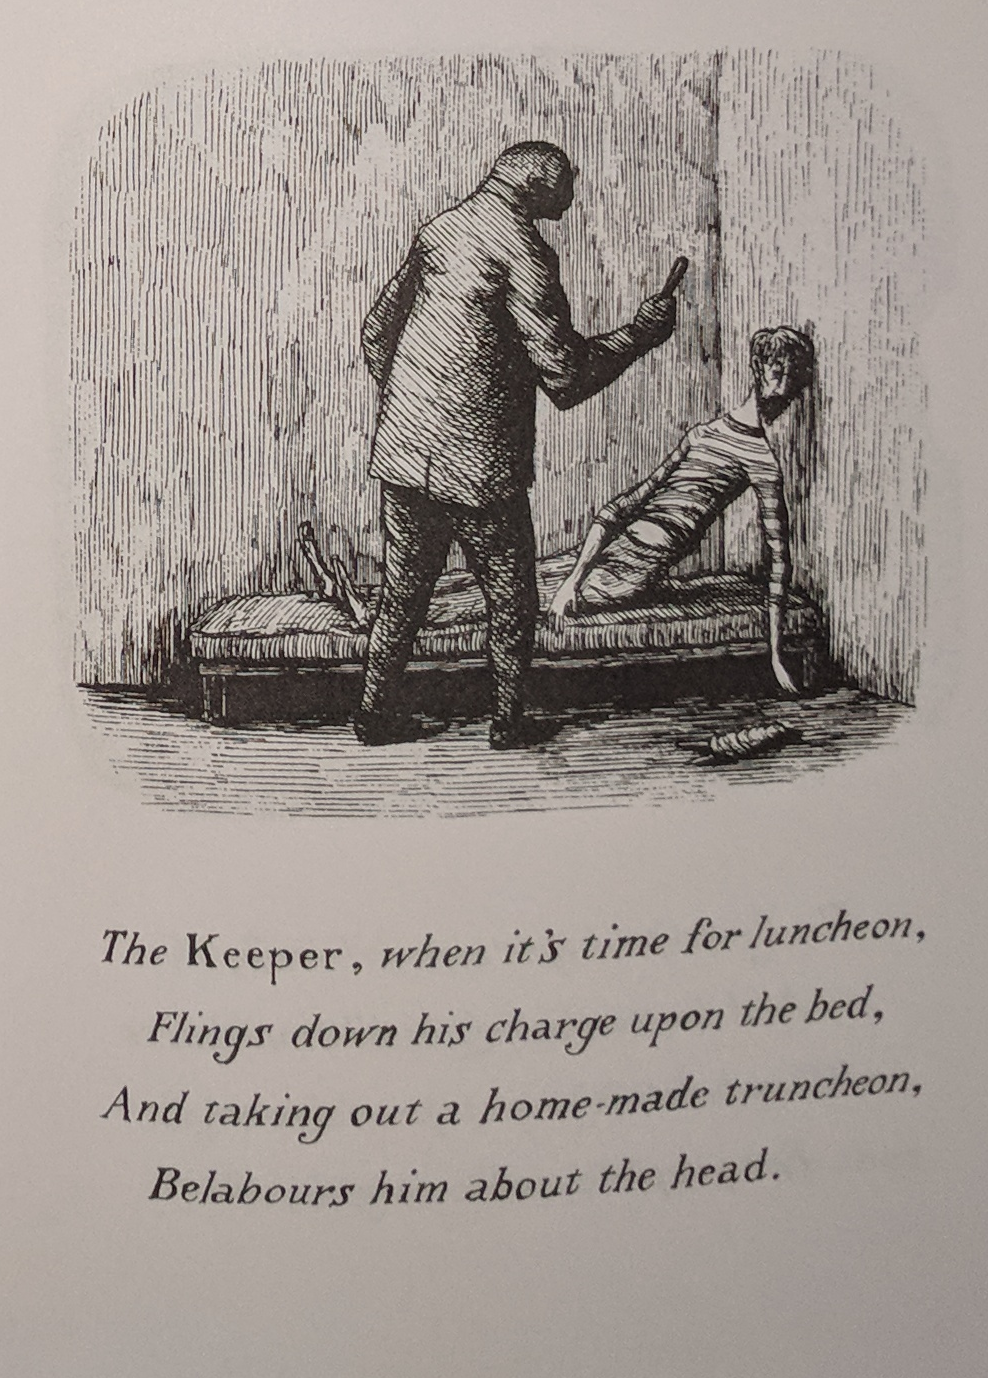 The Keeper, when it's time for luncheon,
Flings down his charge upon the bed,
And taking out a home-made truncheon,
Belabours him about the head.